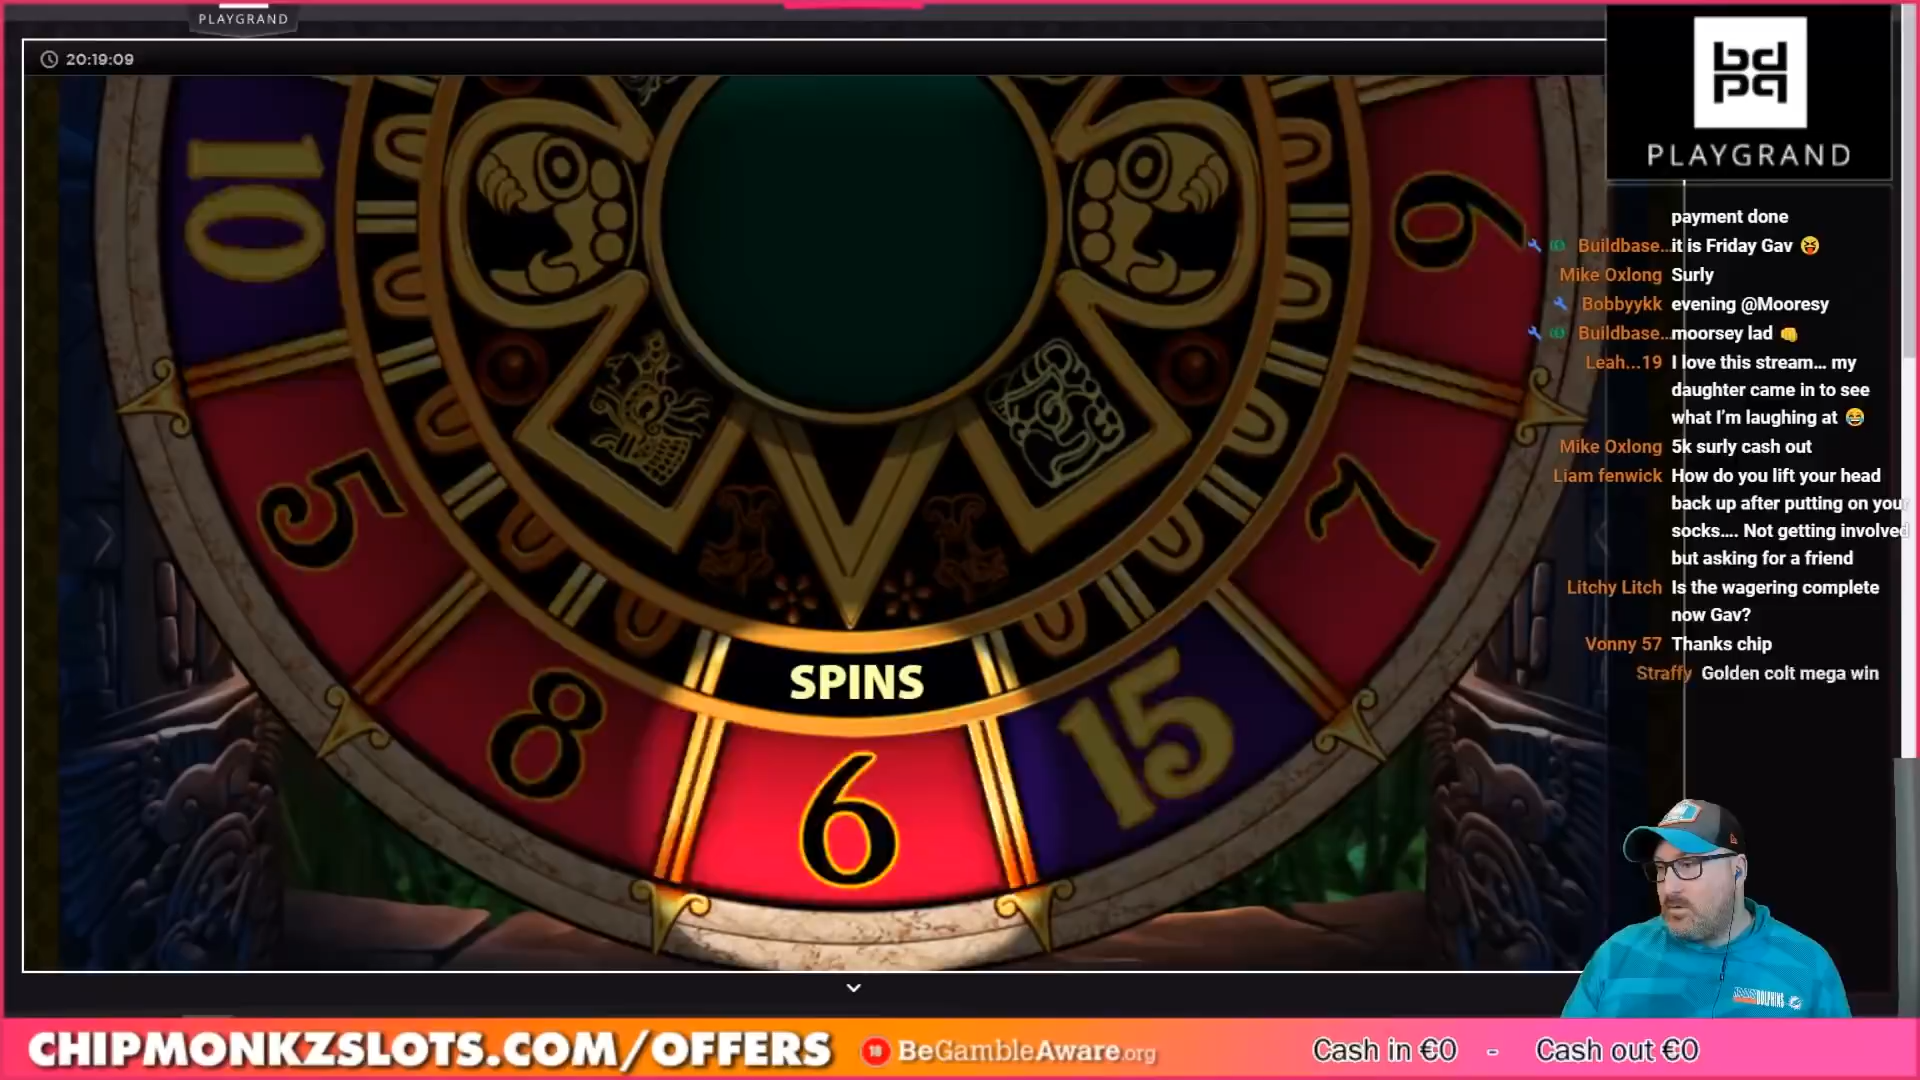 PLAYGRAND
20:19:09
bd
pq
PLAYGRAND
payment done
Buildbase... it is Friday Gav 😝
Mike Oxlong Surly
Bobbyykk evening @Mooresy
Buildbase... moorsey lad 👊
Leah...19 I love this stream... my
daughter came in to see
what I'm laughing at 😂
Mike Oxlong 5k surly cash out
Liam fenwick How do you lift your head
back up after putting on your
socks.... Not getting involved
but asking for a friend
Litchy Litch Is the wagering complete
now Gav?
Vonny 57 Thanks chip
Straffy Golden colt mega win
10
5
8
SPINS
6
15
7
9
DOLPHINS
CHIPMONKZSLOTS.COM/OFFERS
18 BeGambleAware.org
Cash in €0 - Cash out €0